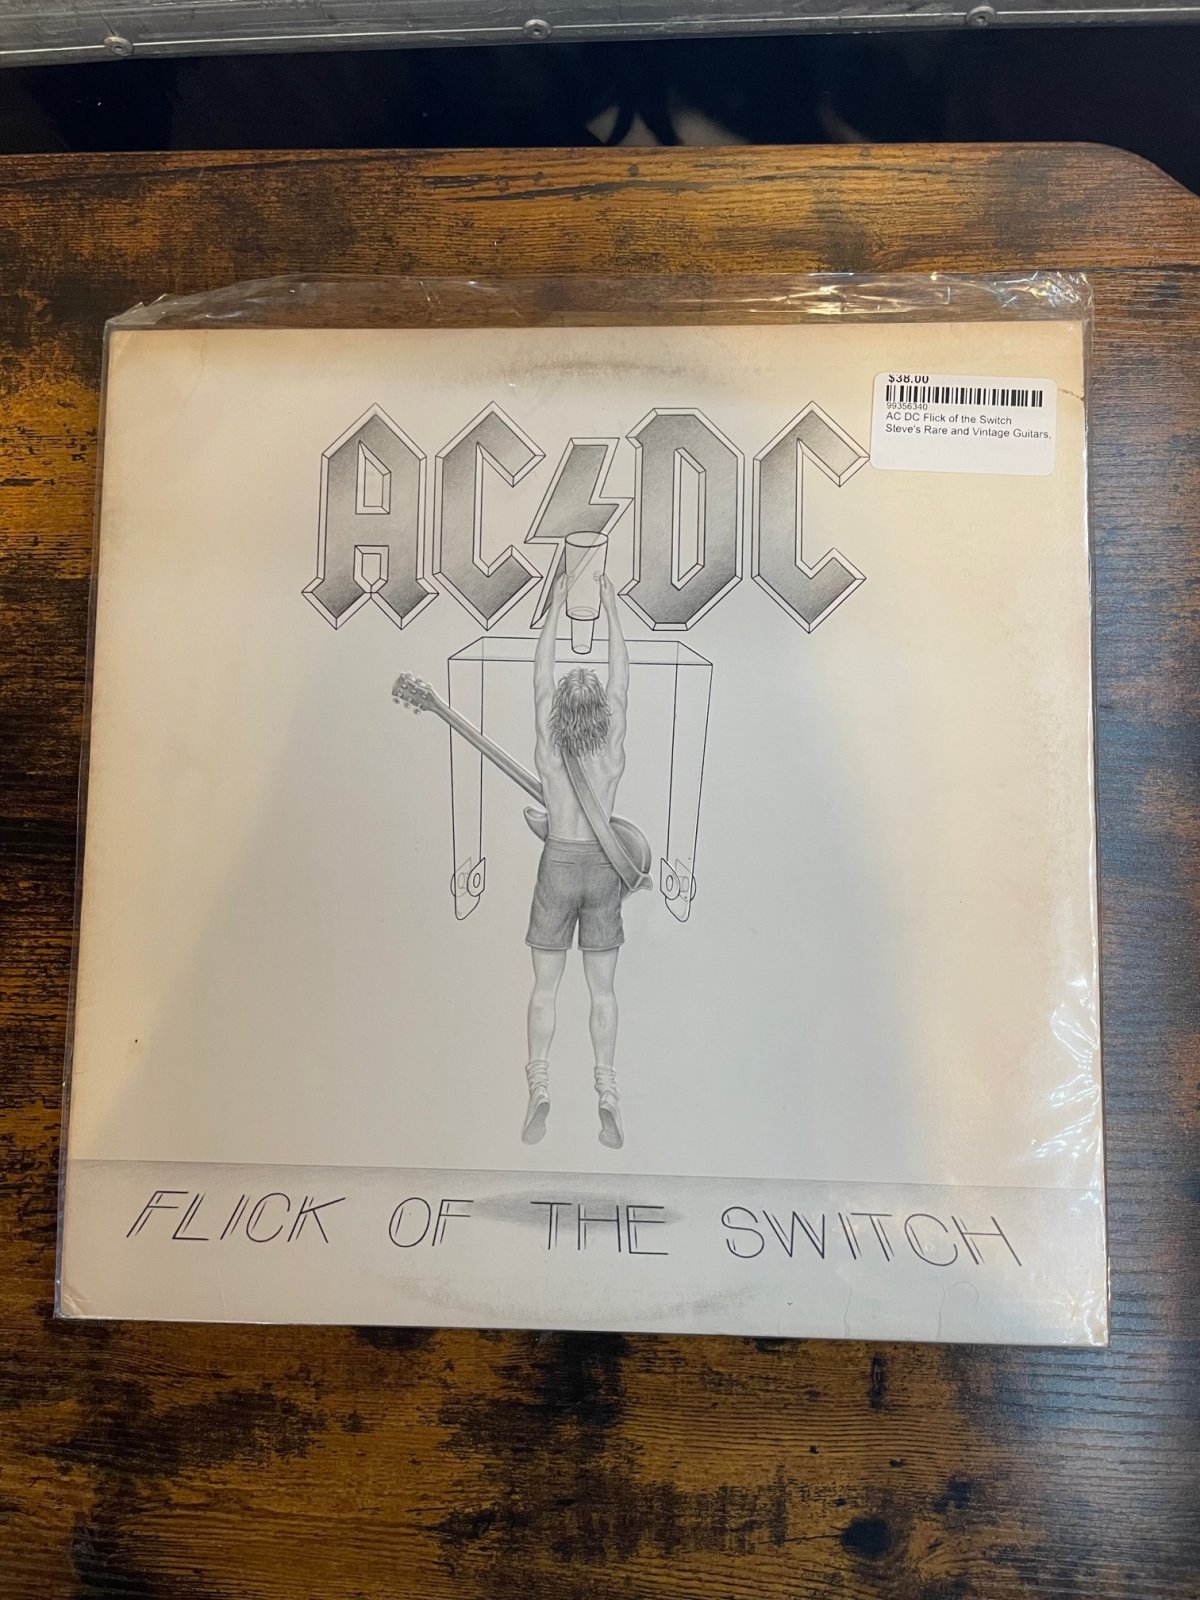 $38.00
99356340
AC DC Flick of the Switch
Steve's Rare and Vintage Guitars,
AC DC
FLICK OF THE SWITCH